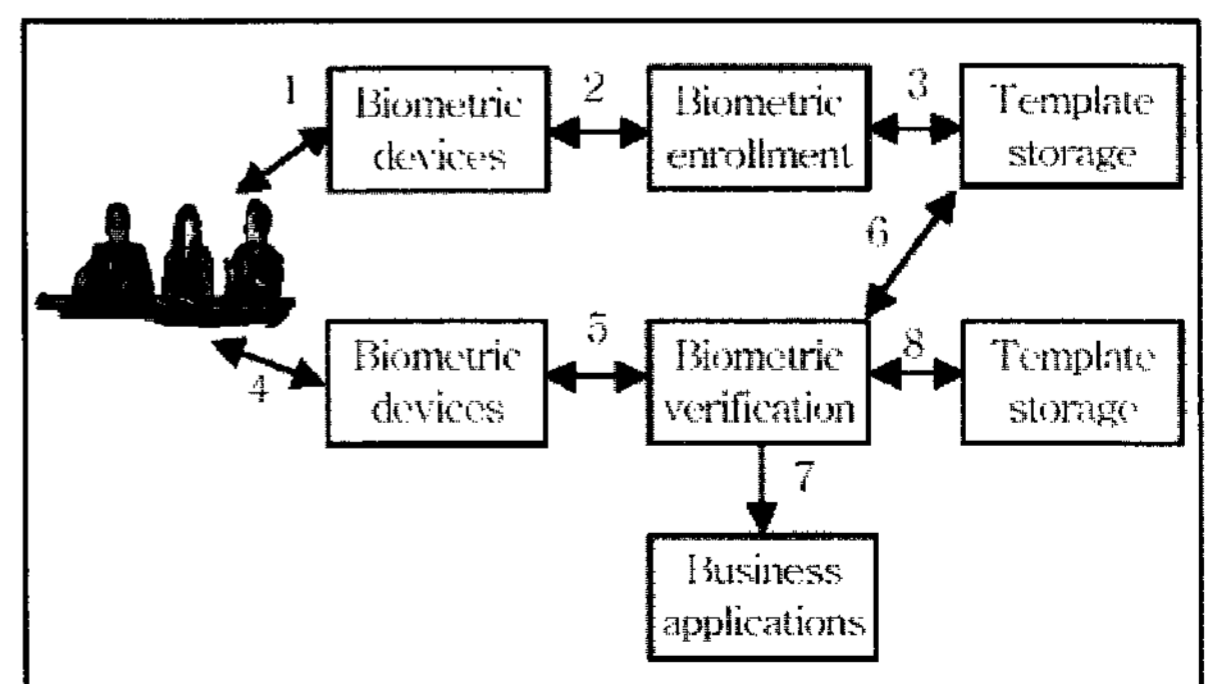 1
Biometric
devices
2
Biometric
enrollment
3
Template
storage
6
4
Biometric
devices
5
Biometric
verification
8
Template
storage
7
Business
applications